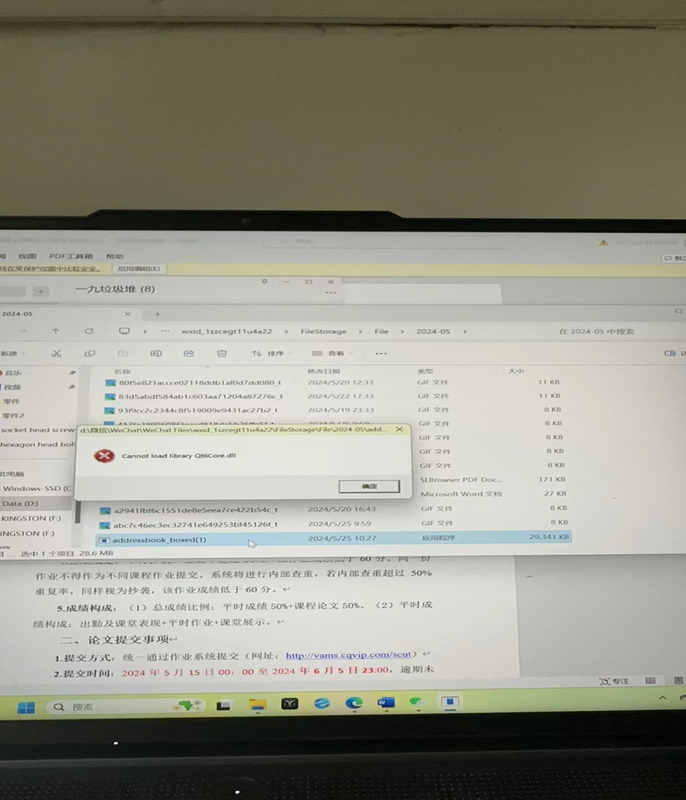 视图 PDF工具箱 帮助
启用编辑(E)
一九垃圾堆 (8)
2024-05
wxid_1szcegt11u4a22 › FileStorage › File › 2024-05 ›
在 2024-05 中搜索
新建 排序 查看
名称 修改日期 类型 大小
音乐
视频
零件
零件2
socket head screw
hexagon head bol
此电脑
Windows-SSD (C
Data (D:)
KINGSTON (F:)
KINGSTON (F:)
80f5e821accce02118ddb1af0d7dd080_t 2024/5/20 12:33 GIF 文件 11 KB
83d5abdf584ab1c603aa71204a87276c_t 2024/5/22 17:33 GIF 文件 11 KB
93f9cc2c2344c8f519009e9431ac27b2_t 2024/5/19 23:33 GIF 文件 8 KB
GIF 文件 8 KB
GIF 文件 8 KB
GIF 文件 8 KB
SLBrowser PDF Doc... 171 KB
Microsoft Word 文档 27 KB
d:\微信\WeChat\WeChat Files\wxid_1szcegt11u4a22\FileStorage\File\2024-05\add...
Cannot load library Qt6Core.dll
确定
a2941fbf6c1551de8e5eea7ce422b54c_t 2024/5/20 16:43 GIF 文件 8 KB
abc7c46ec3ec32741e649253bf45126f_t 2024/5/25 9:59 GIF 文件 8 KB
addressbook_boxed(1) 2024/5/25 10:27 应用程序 29,341 KB
选中 1 个项目 28.6 MB
作业不得作为不同课程作业提交。系统将进行内部查重，若内部查重超过 50%
重复率，同样视为抄袭，该作业成绩低于 60 分。
5.成绩构成：（1）总成绩比例：平时成绩 50%+课程论文 50%。（2）平时成
绩构成：出勤及课堂表现+平时作业+课堂展示。
二、论文提交事项
1.提交方式：统一通过作业系统提交（网址：http://vams.cqvip.com/scut）
2.提交时间：2024 年 5 月 15 日 00：00 至 2024 年 6 月 5 日 23:00，逾期未
专注
搜索